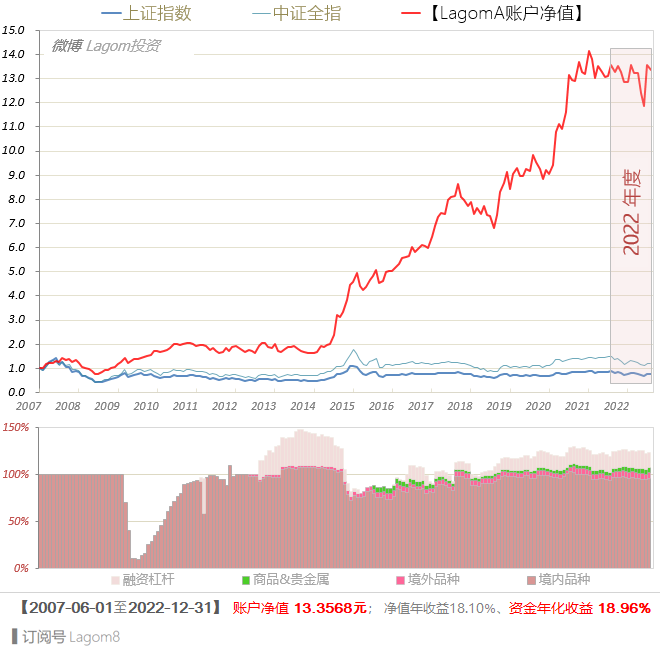 上证指数 中证全指 【LagomA账户净值】
微博 Lagom投资
15.0
14.0
13.0
12.0
11.0
10.0
9.0
8.0
7.0
6.0
5.0
4.0
3.0
2.0
1.0
0.0
2022 年度
2007 2008 2009 2010 2011 2012 2013 2014 2015 2016 2017 2018 2019 2020 2021 2022
150%
100%
50%
0%
融资杠杆 商品&贵金属 境外品种 境内品种
【2007-06-01至2022-12-31】 账户净值 13.3568元； 净值年收益18.10%、资金年化收益 18.96%
订阅号 Lagom8